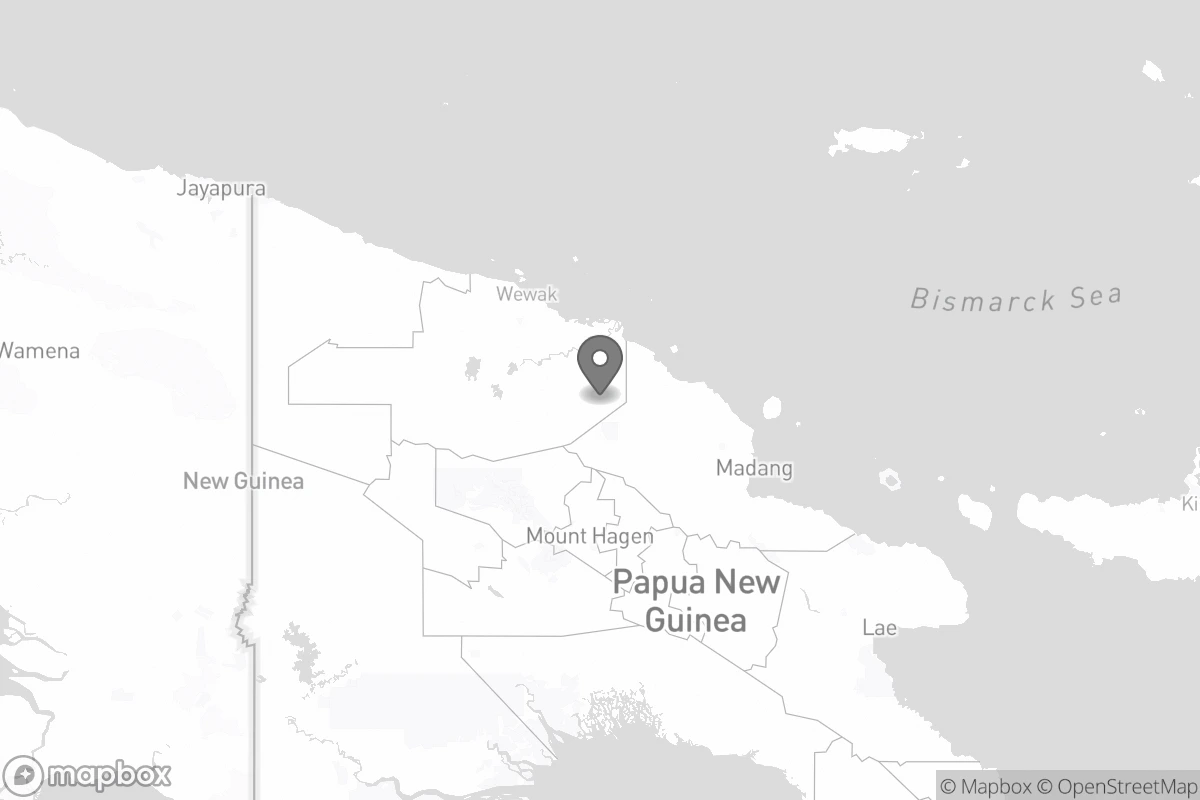 Jayapura
Wewak
Bismarck Sea
Wamena
Madang
New Guinea
Ki
Mount Hagen
Papua New
Guinea
Lae
mapbox
© Mapbox © OpenStreetMap